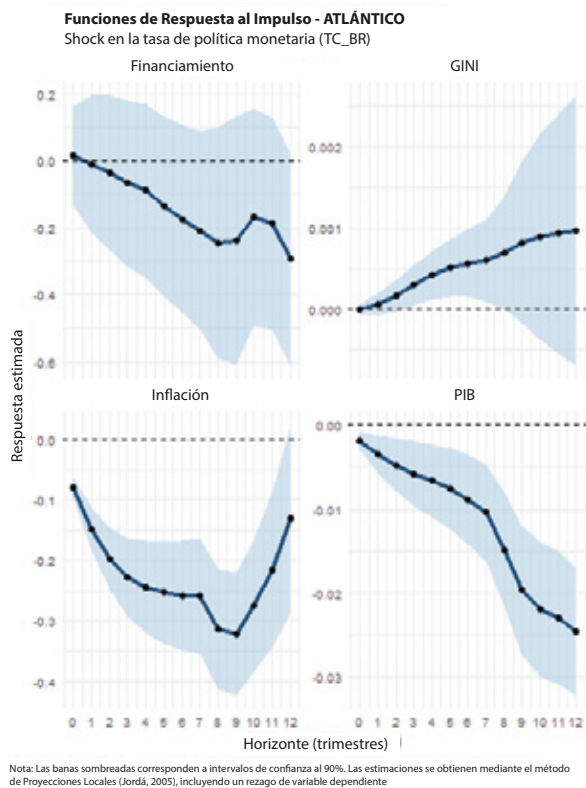 Funciones de Respuesta al Impulso - ATLÁNTICO
Shock en la tasa de política monetaria (TC_BR)
Financiamiento
GINI
0.2
0.0
-0.2
-0.4
-0.6
0.002
0.001
0.000
Respuesta estimada
Inflación
PIB
0.0
-0.1
-0.2
-0.3
-0.4
0.00
-0.01
-0.02
-0.03
0 1 2 3 4 5 6 7 8 9 10 11 12
0 1 2 3 4 5 6 7 8 9 10 11 12
Horizonte (trimestres)
Nota: Las banas sombreadas corresponden a intervalos de confianza al 90%. Las estimaciones se obtienen mediante el método
de Proyecciones Locales (Jordá, 2005), incluyendo un rezago de variable dependiente